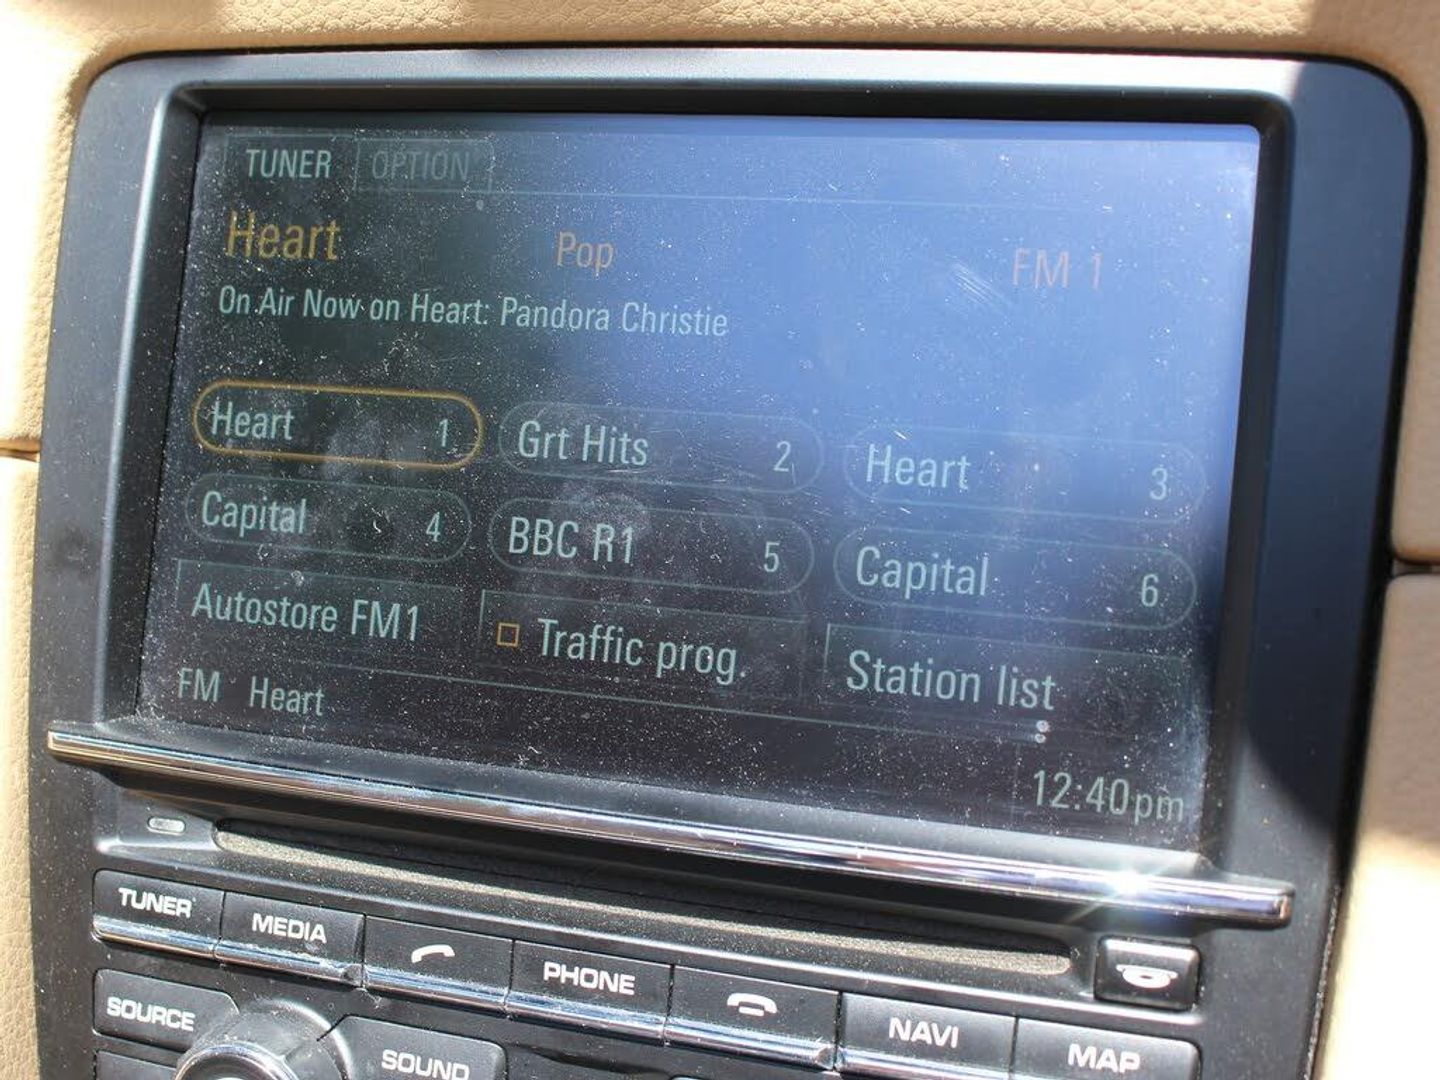 TUNER OPTION
Heart Pop FM 1
On Air Now on Heart: Pandora Christie
Heart 1 Grt Hits 2 Heart 3
Capital 4 BBC R1 5 Capital 6
Autostore FM1 Traffic prog. Station list
FM Heart
12:40pm
TUNER MEDIA PHONE NAVI MAP
SOURCE SOUND